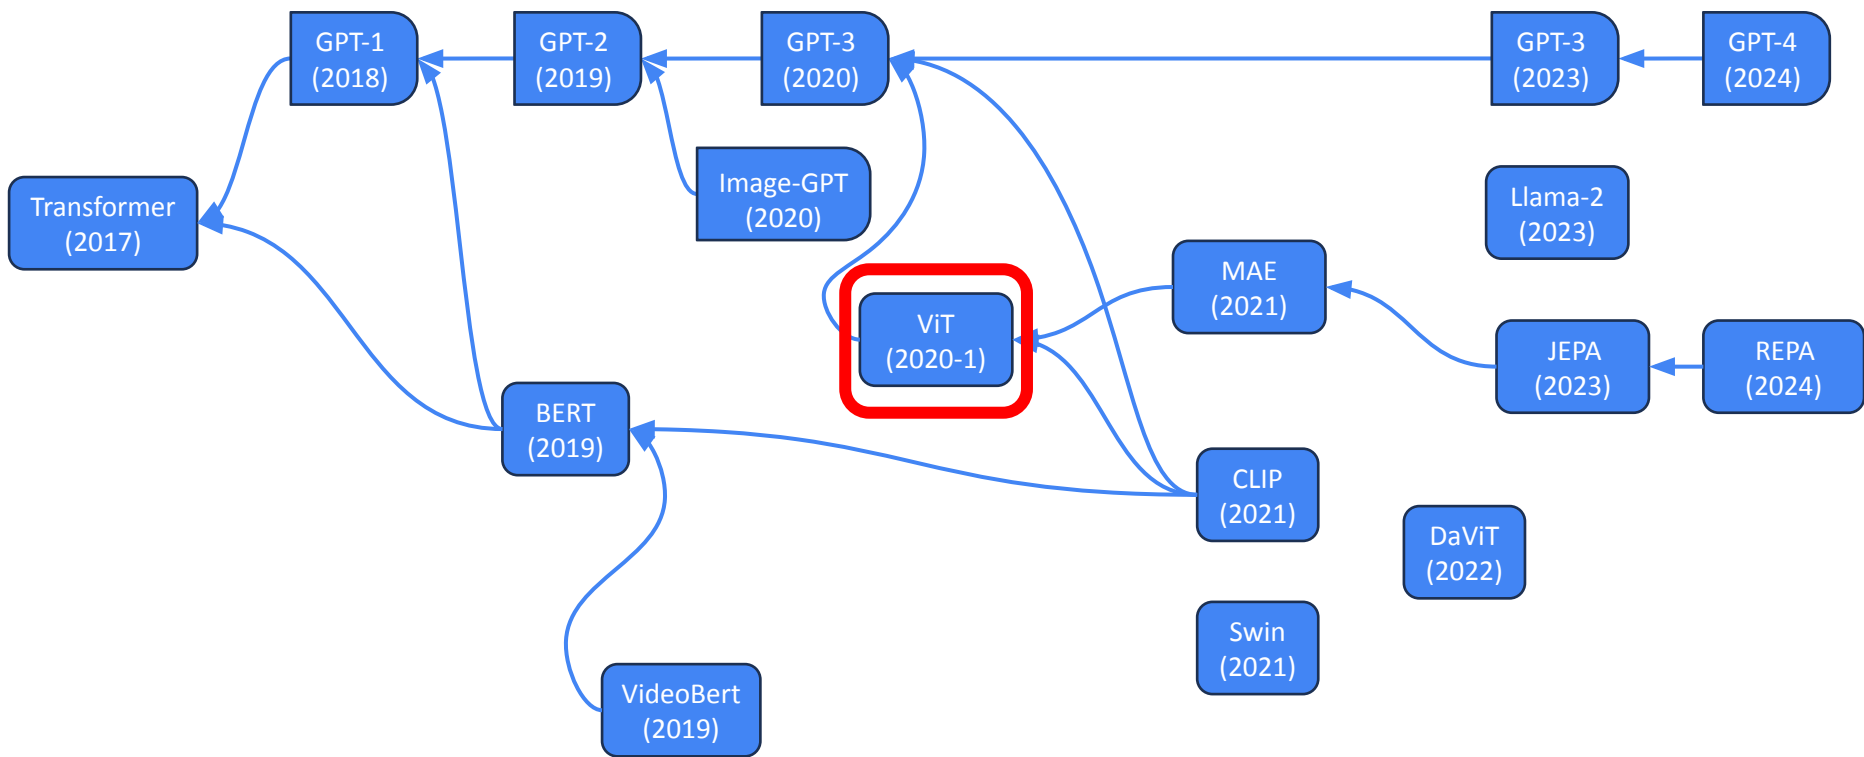 GPT-1
(2018)
GPT-2
(2019)
GPT-3
(2020)
GPT-3
(2023)
GPT-4
(2024)
Image-GPT
(2020)
Transformer
(2017)
Llama-2
(2023)
MAE
(2021)
ViT
(2020-1)
JEPA
(2023)
REPA
(2024)
BERT
(2019)
CLIP
(2021)
DaViT
(2022)
Swin
(2021)
VideoBert
(2019)